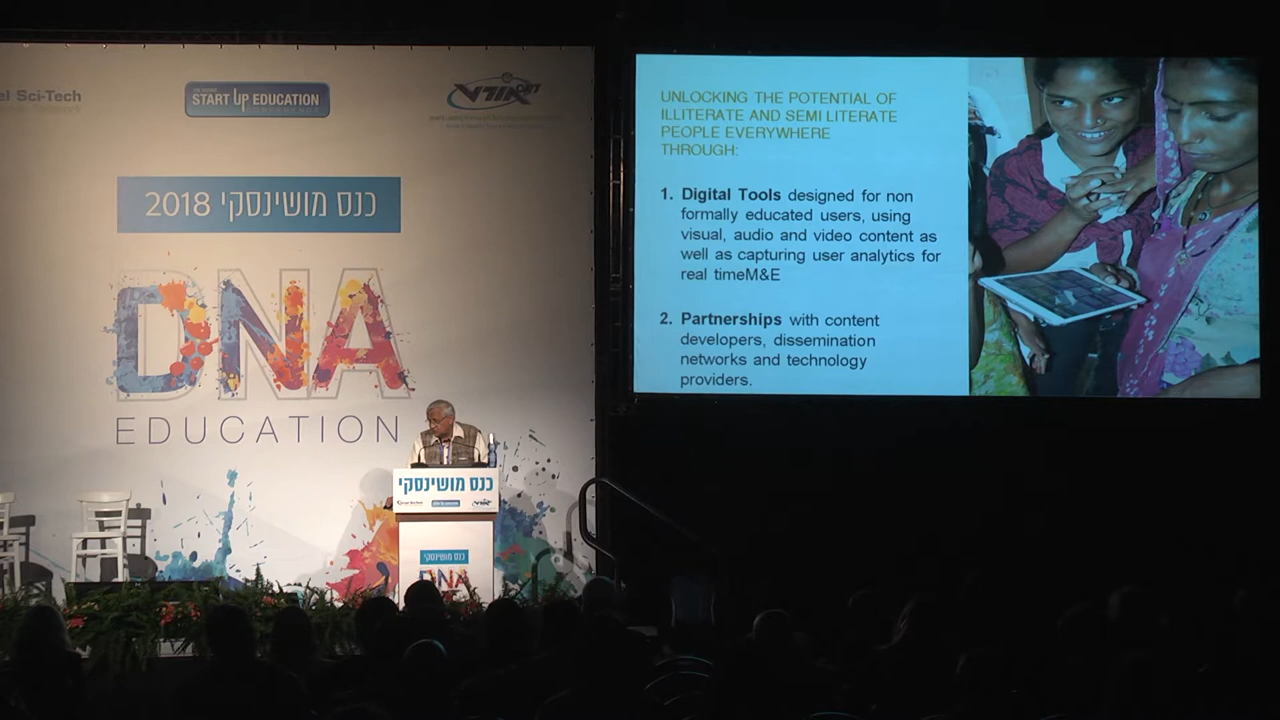 el Sci-Tech
START UP EDUCATION
אורט
כנס מושינסקי 2018
DNA
EDUCATION
כנס מושינסקי
כנס מושינסקי
DNA
UNLOCKING THE POTENTIAL OF
ILLITERATE AND SEMI LITERATE
PEOPLE EVERYWHERE
THROUGH:
1. Digital Tools designed for non
formally educated users, using
visual, audio and video content as
well as capturing user analytics for
real timeM&E
2. Partnerships with content
developers, dissemination
networks and technology
providers.